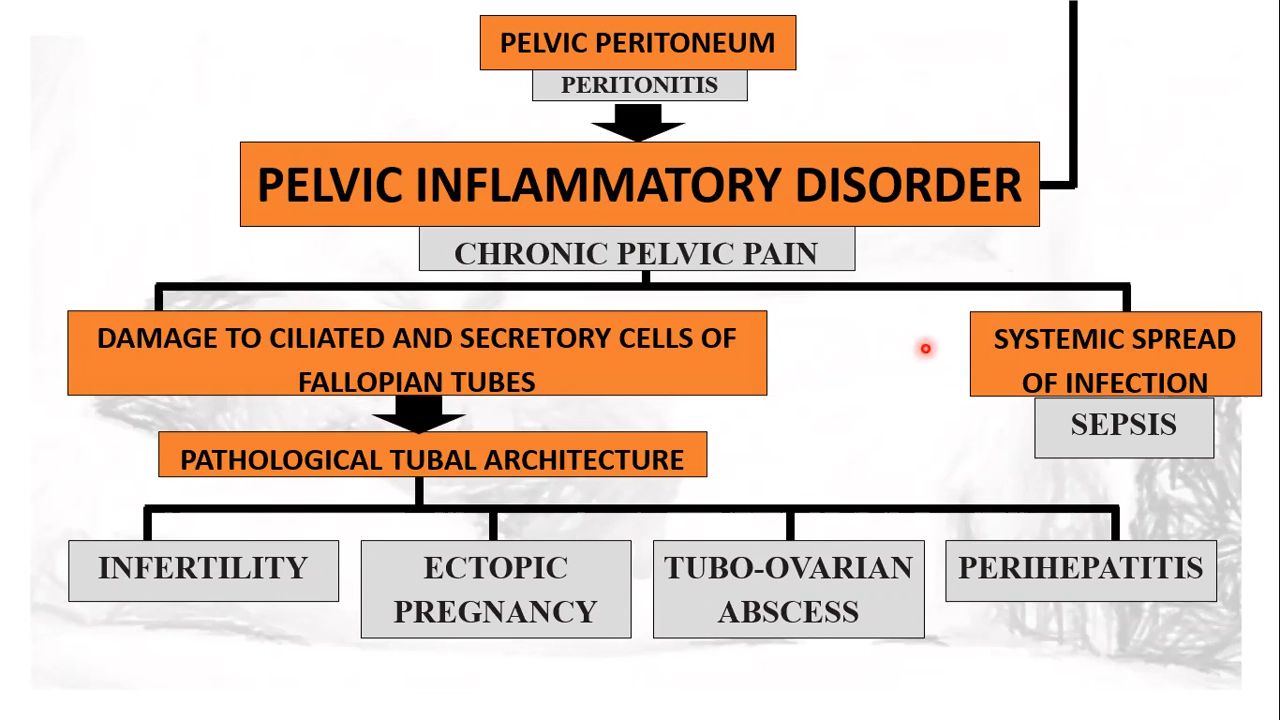 PELVIC PERITONEUM
PERITONITIS
PELVIC INFLAMMATORY DISORDER
CHRONIC PELVIC PAIN
DAMAGE TO CILIATED AND SECRETORY CELLS OF
FALLOPIAN TUBES
SYSTEMIC SPREAD
OF INFECTION
SEPSIS
PATHOLOGICAL TUBAL ARCHITECTURE
INFERTILITY
ECTOPIC
PREGNANCY
TUBO-OVARIAN
ABSCESS
PERIHEPATITIS